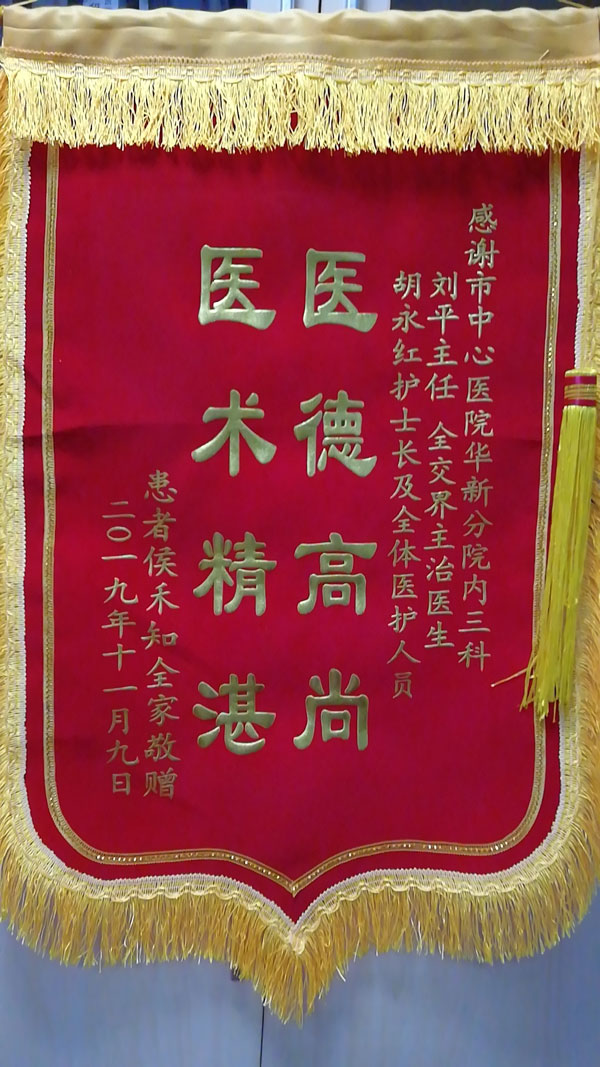 感谢市中心医院华新分院内三科
刘平主任 全交界主治医生
胡永红护士长及全体医护人员
医德高尚
医术精湛
患者侯禾知全家敬赠
二〇一九年十一月九日